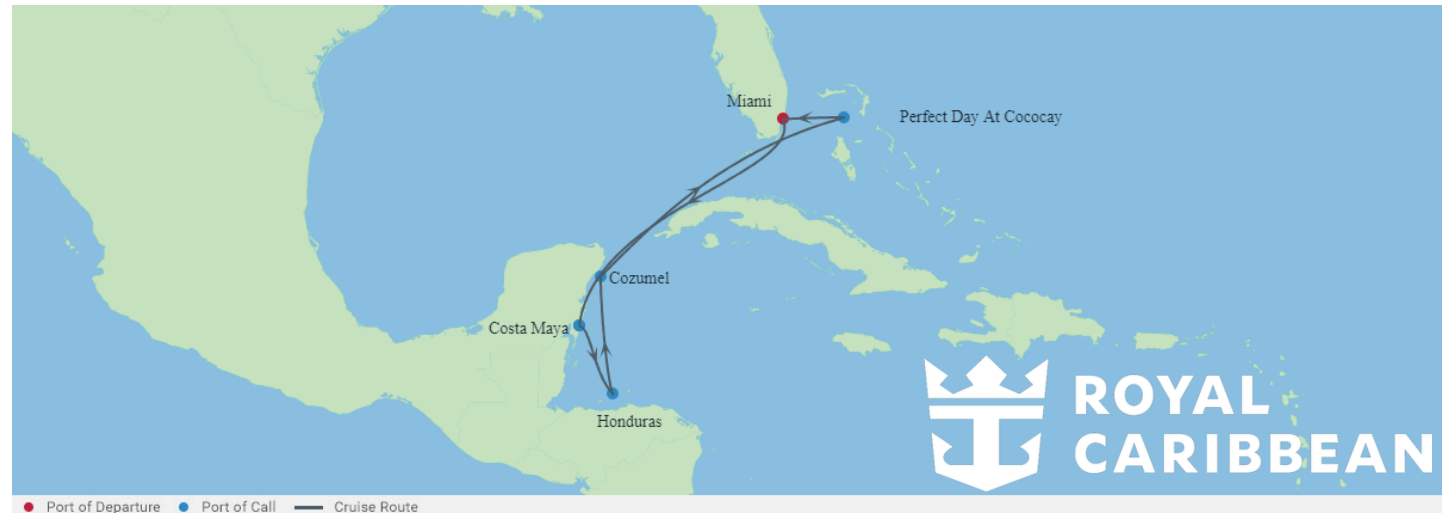 Miami
Perfect Day At Cococay
Cozumel
Costa Maya
Honduras
ROYAL
CARIBBEAN
Port of Departure Port of Call Cruise Route